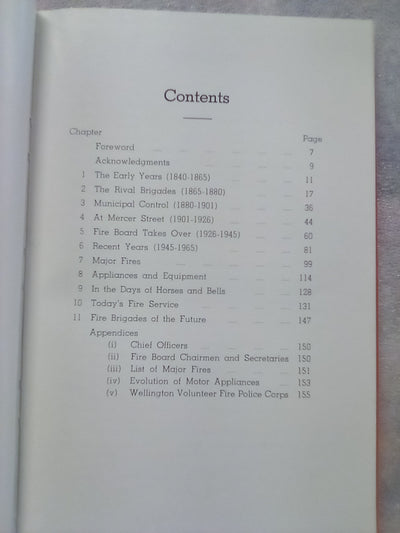 Contents
Chapter Page
Foreword 7
Acknowledgments 9
1 The Early Years (1840-1865) 11
2 The Rival Brigades (1865-1880) 17
3 Municipal Control (1880-1901) 36
4 At Mercer Street (1901-1926) 44
5 Fire Board Takes Over (1926-1945) 60
6 Recent Years (1945-1965) 81
7 Major Fires 99
8 Appliances and Equipment 114
9 In the Days of Horses and Bells 128
10 Today's Fire Service 131
11 Fire Brigades of the Future 147
Appendices
(i) Chief Officers 150
(ii) Fire Board Chairmen and Secretaries 150
(iii) List of Major Fires 151
(iv) Evolution of Motor Appliances 153
(v) Wellington Volunteer Fire Police Corps 155